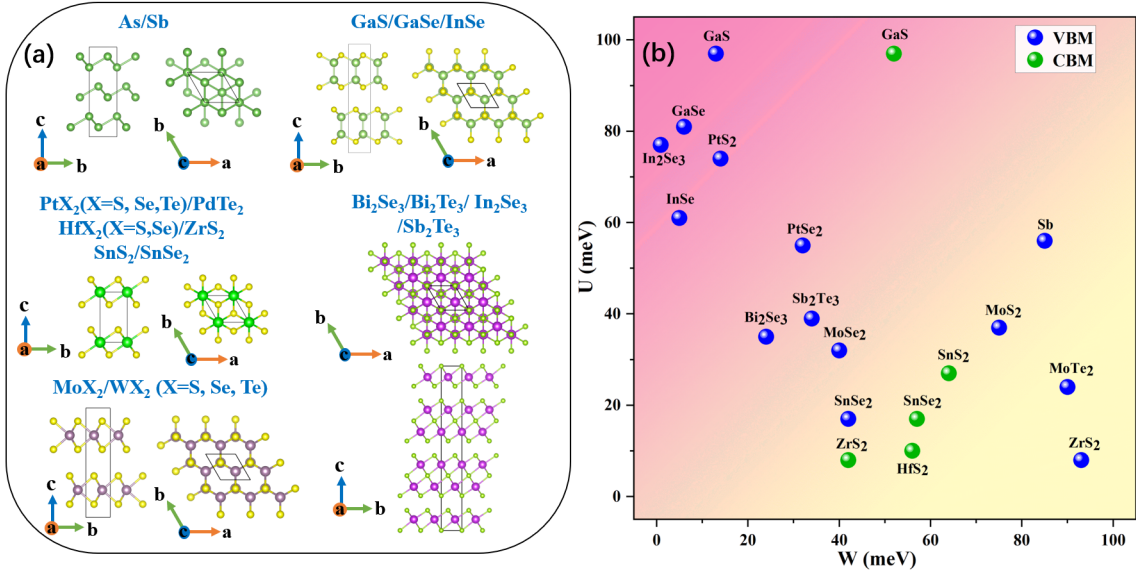 (a)
As/Sb
c
a
b
b
c
a
GaS/GaSe/InSe
c
a
b
b
c
a
PtX2(X=S, Se,Te)/PdTe2
HfX2(X=S,Se)/ZrS2
SnS2/SnSe2
c
a
b
b
c
a
Bi2Se3/Bi2Te3/ In2Se3
/Sb2Te3
b
c
a
MoX2/WX2 (X=S, Se, Te)
c
a
b
b
c
a
c
a
b
(b)
VBM
CBM
GaS
GaS
GaSe
In2Se3
PtS2
InSe
PtSe2
Sb
Sb2Te3
Bi2Se3
MoSe2
MoS2
SnS2
MoTe2
SnSe2
SnSe2
ZrS2
HfS2
ZrS2
100
80
60
40
20
0
U (meV)
0
20
40
60
80
100
W (meV)